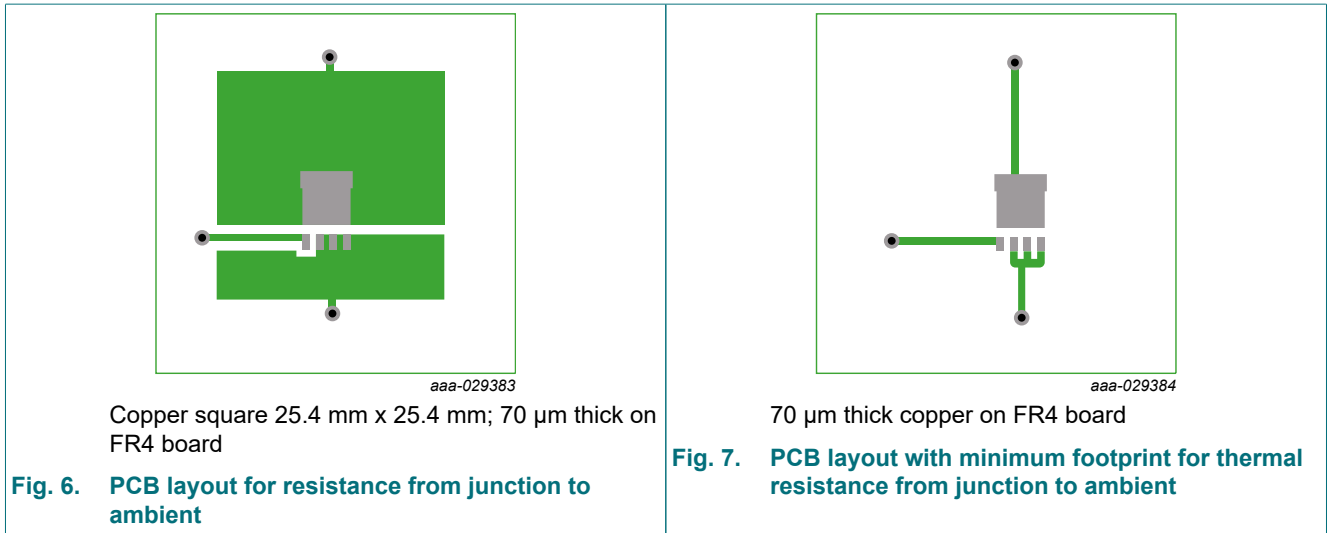 aaa-029383
Copper square 25.4 mm x 25.4 mm; 70 µm thick on
FR4 board
Fig. 6. PCB layout for resistance from junction to
ambient
aaa-029384
70 µm thick copper on FR4 board
Fig. 7. PCB layout with minimum footprint for thermal
resistance from junction to ambient